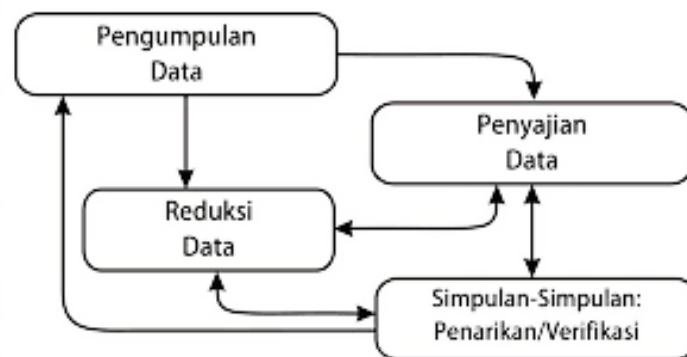 Pengumpulan
Data
Penyajian
Data
Reduksi
Data
Simpulan-Simpulan:
Penarikan/Verifikasi